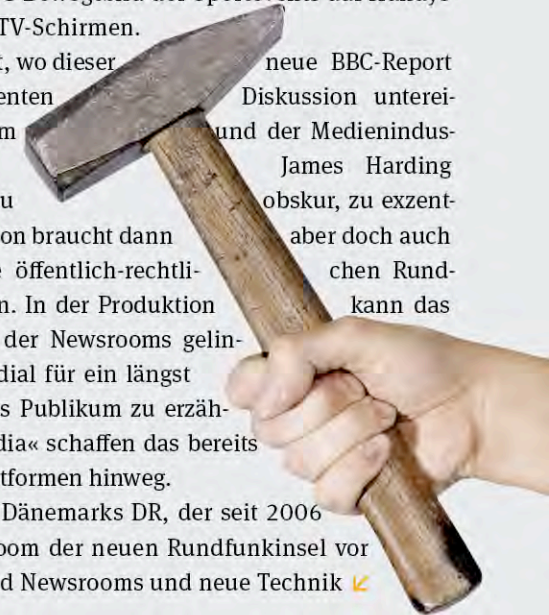 TV-Schirmen.
t, wo dieser neue BBC-Report
enten Diskussion unterei-
m und der Medienindus-
James Harding
u obskur, zu exzent-
on braucht dann aber doch auch
e öffentlich-rechtli- chen Rund-
n. In der Produktion kann das
der Newsrooms gelin-
dial für ein längst
s Publikum zu erzäh-
dia« schaffen das bereits
tformen hinweg.
Dänemarks DR, der seit 2006
oom der neuen Rundfunkinsel vor
d Newsrooms und neue Technik